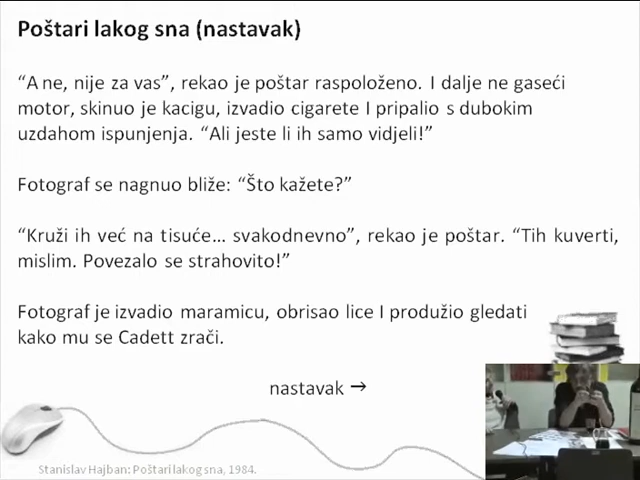 Poštari lakog sna (nastavak)
“A ne, nije za vas”, rekao je poštar raspoloženo. I dalje ne gaseći
motor, skinuo je kacigu, izvadio cigarete I pripalio s dubokim
uzdahom ispunjenja. “Ali jeste li ih samo vidjeli!”
Fotograf se nagnuo bliže: “Što kažete?”
“Kruži ih već na tisuće... svakodnevno”, rekao je poštar. “Tih kuverti,
mislim. Povezalo se strahovito!”
Fotograf je izvadio maramicu, obrisao lice I produžio gledati
kako mu se Cadett zrači.
nastavak →
Stanislav Hajban: Poštari lakog sna, 1984.